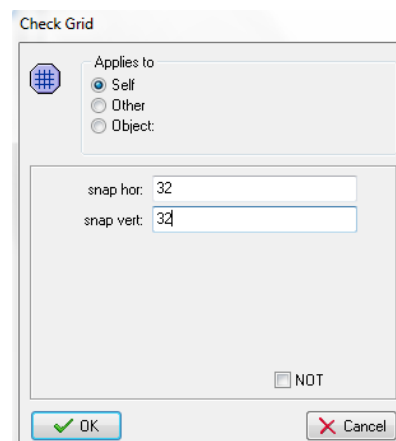 Check Grid
Applies to
Self
Other
Object:
snap hor: 32
snap vert: 32
NOT
OK
Cancel